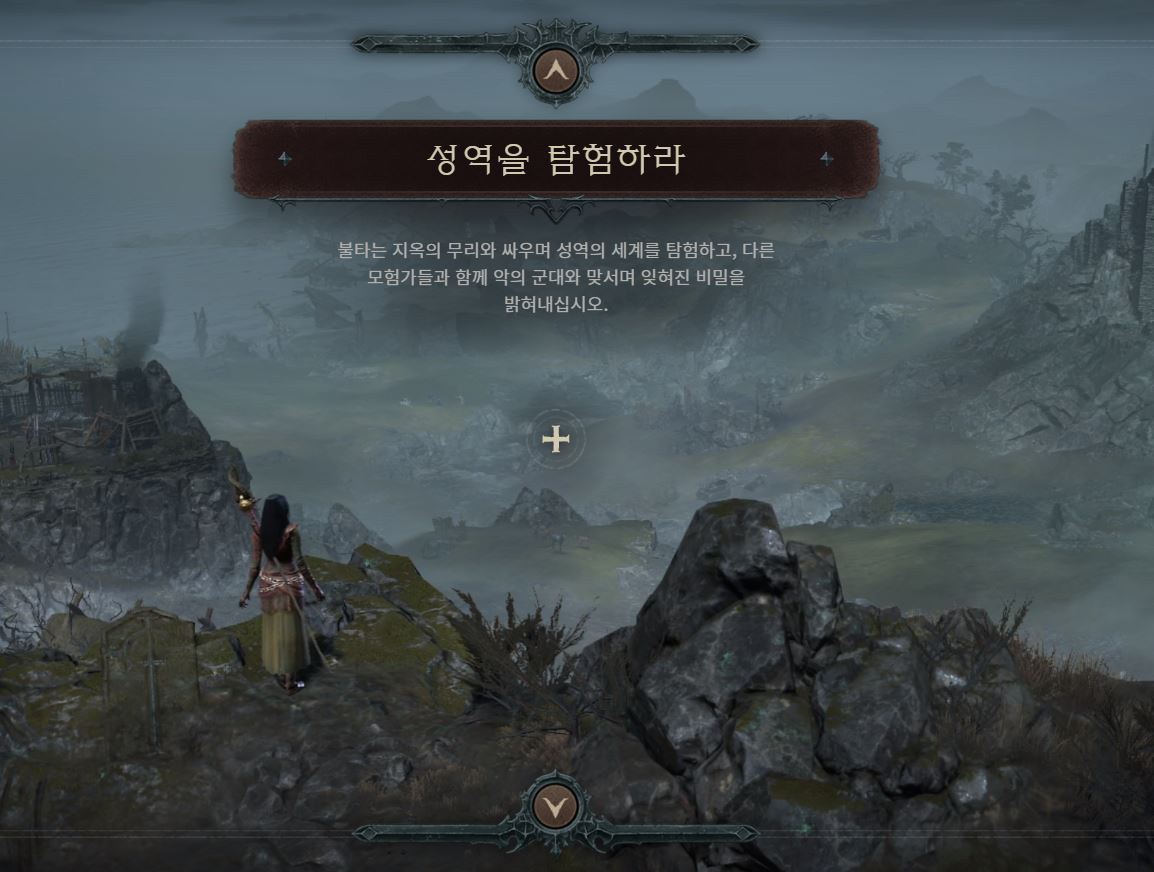 성역을 탐험하라
불타는 지옥의 무리와 싸우며 성역의 세계를 탐험하고, 다른
모험가들과 함께 악의 군대와 맞서며 잊혀진 비밀을
밝혀내십시오.